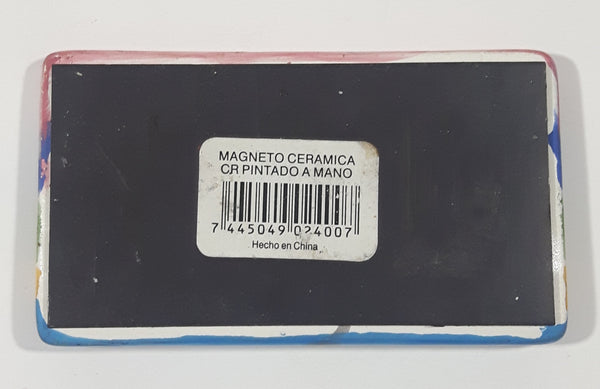 MAGNETO CERAMICA
CR PINTADO A MANO
7 445049 024007
Hecho en China